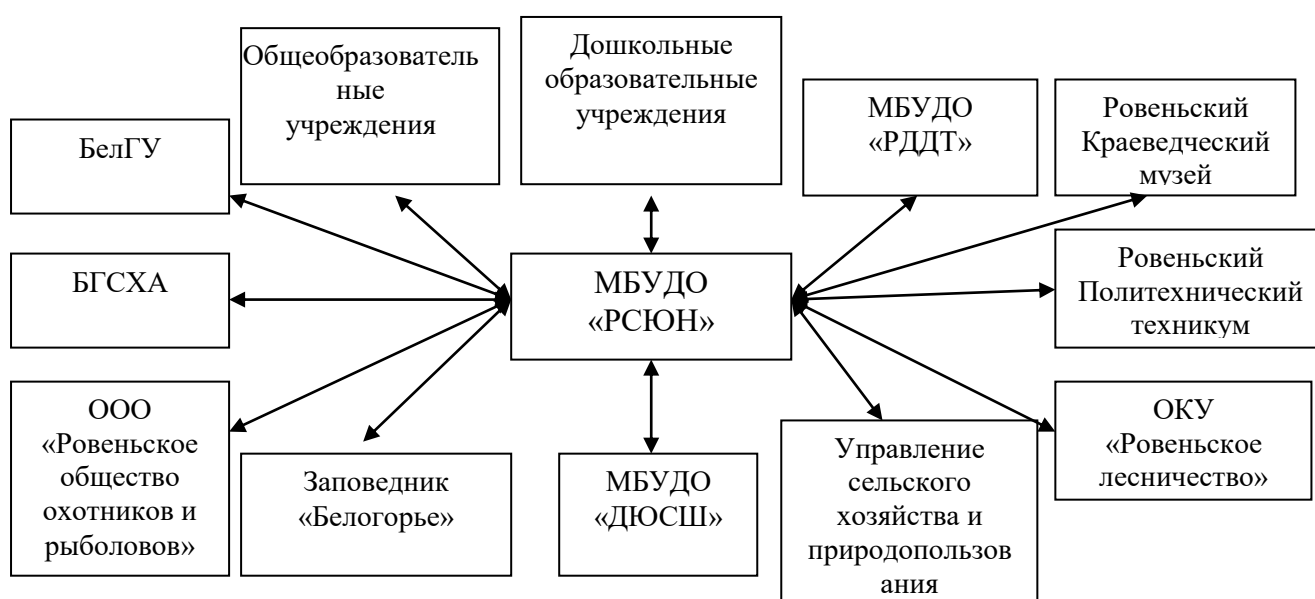 Общеобразователь
ные
учреждения
Дошкольные
образовательные
учреждения
МБУДО
«РДДТ»
Ровеньский
Краеведческий
музей
БелГУ
БГСХА
МБУДО
«РСЮН»
Ровеньский
Политехнический
техникум
ООО
«Ровеньское
общество
охотников и
рыболовов»
Заповедник
«Белогорье»
МБУДО
«ДЮСШ»
Управление
сельского
хозяйства и
природопользов
ания
ОКУ
«Ровеньское
лесничество»